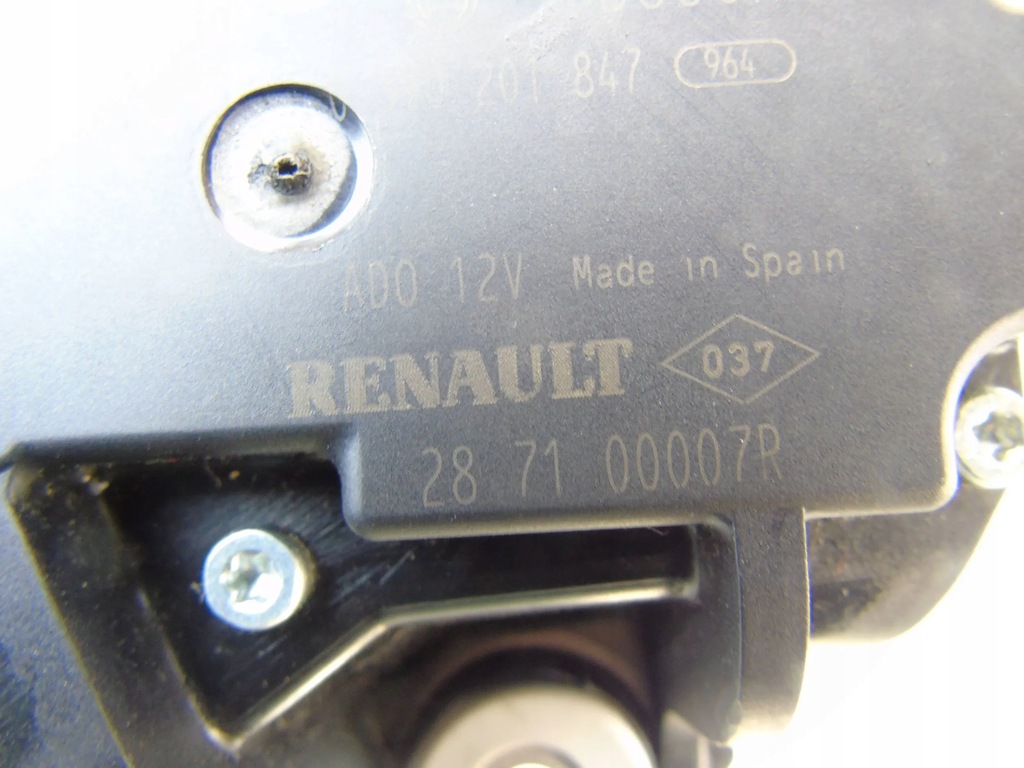 201 847 964
ADO 12V Made in Spain
RENAULT 037
28 71 00007R